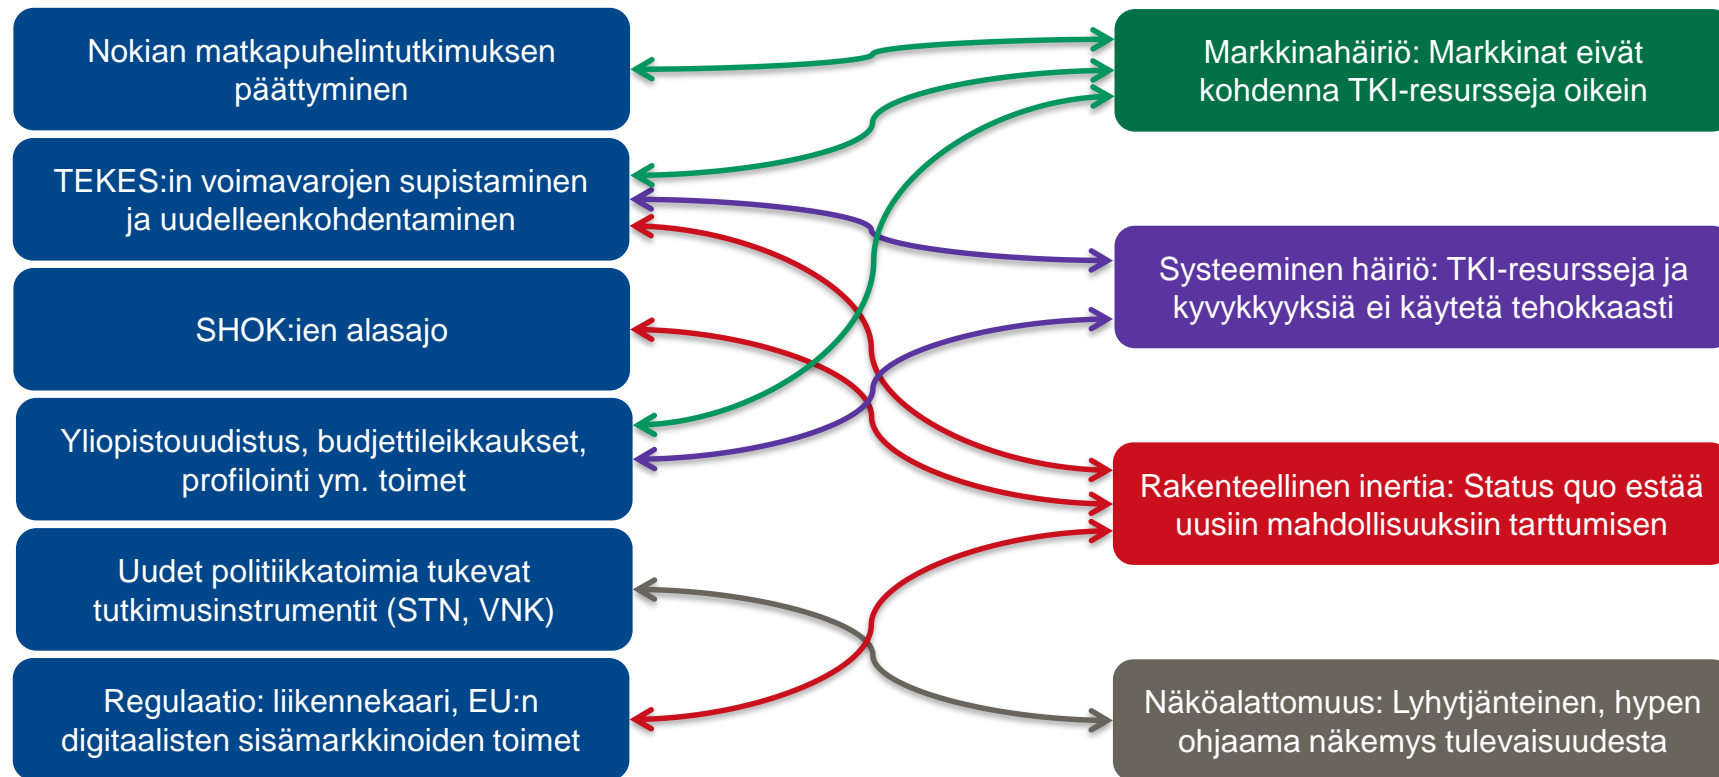 Nokian matkapuhelintutkimuksen
päättyminen
TEKES:in voimavarojen supistaminen
ja uudelleenkohdentaminen
SHOK:ien alasajo
Yliopistouudistus, budjettileikkaukset,
profilointi ym. toimet
Uudet politiikkatoimia tukevat
tutkimusinstrumentit (STN, VNK)
Regulaatio: liikennekaari, EU:n
digitaalisten sisämarkkinoiden toimet
Markkinahäiriö: Markkinat eivät
kohdenna TKI-resursseja oikein
Systeeminen häiriö: TKI-resursseja ja
kyvykkyyksiä ei käytetä tehokkaasti
Rakenteellinen inertia: Status quo estää
uusiin mahdollisuuksiin tarttumisen
Näköalattomuus: Lyhytjänteinen, hypen
ohjaama näkemys tulevaisuudesta